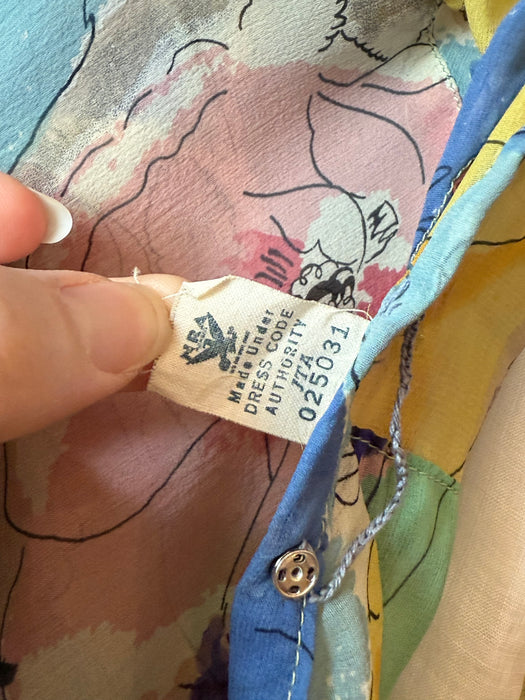 NRA
Made Under
DRESS CODE
AUTHORITY
JTA
025031